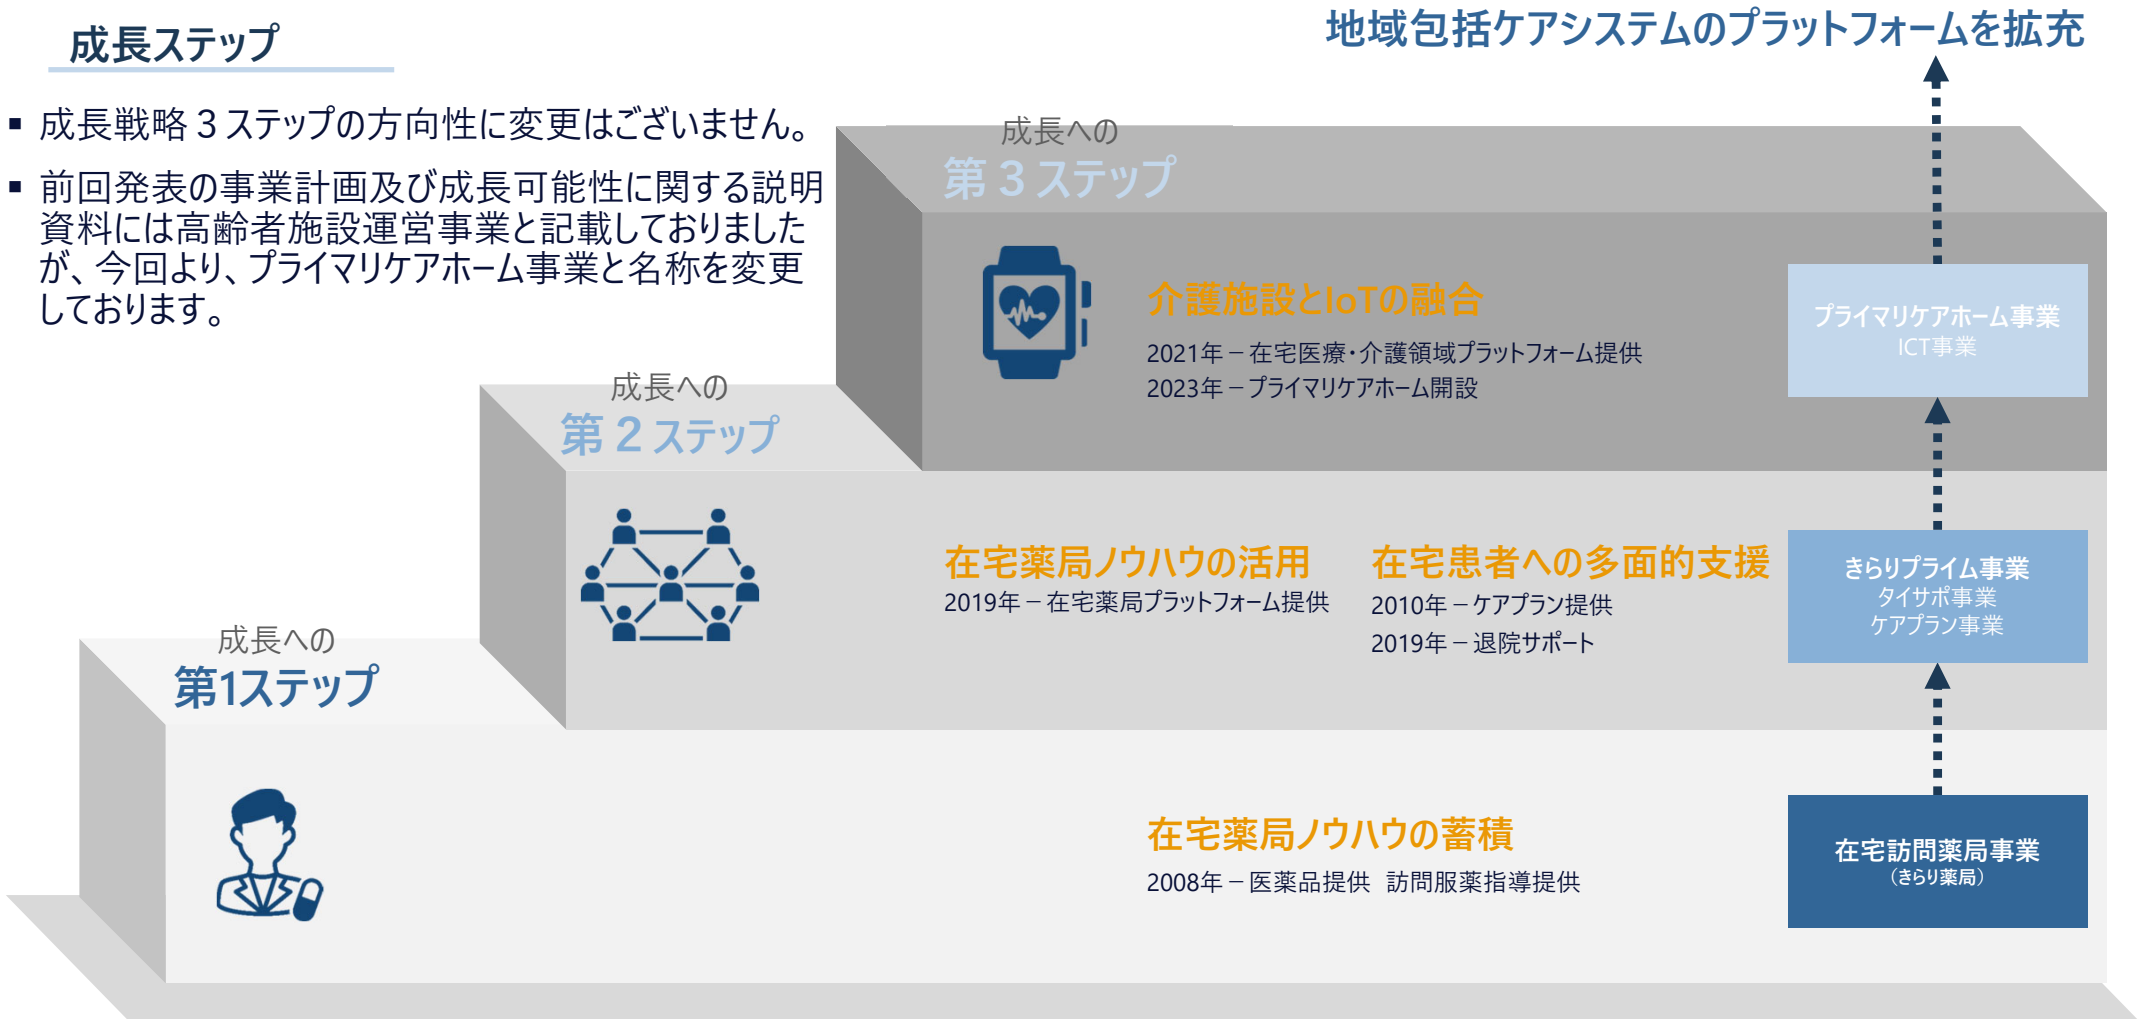 成長ステップ
地域包括ケアシステムのプラットフォームを拡充
▪ 成長戦略３ステップの方向性に変更はございません。
▪ 前回発表の事業計画及び成長可能性に関する説明
資料には高齢者施設運営事業と記載しておりました
が、今回より、プライマリケアホーム事業と名称を変更
しております。
成長への
第３ステップ
介護施設とIoTの融合
2021年－在宅医療・介護領域プラットフォーム提供
2023年－プライマリケアホーム開設
プライマリケアホーム事業
ICT事業
成長への
第２ステップ
在宅薬局ノウハウの活用
2019年－在宅薬局プラットフォーム提供
在宅患者への多面的支援
2010年－ケアプラン提供
2019年－退院サポート
きらりプライム事業
タイサポ事業
ケアプラン事業
成長への
第1ステップ
在宅薬局ノウハウの蓄積
2008年－医薬品提供　訪問服薬指導提供
在宅訪問薬局事業
（きらり薬局）